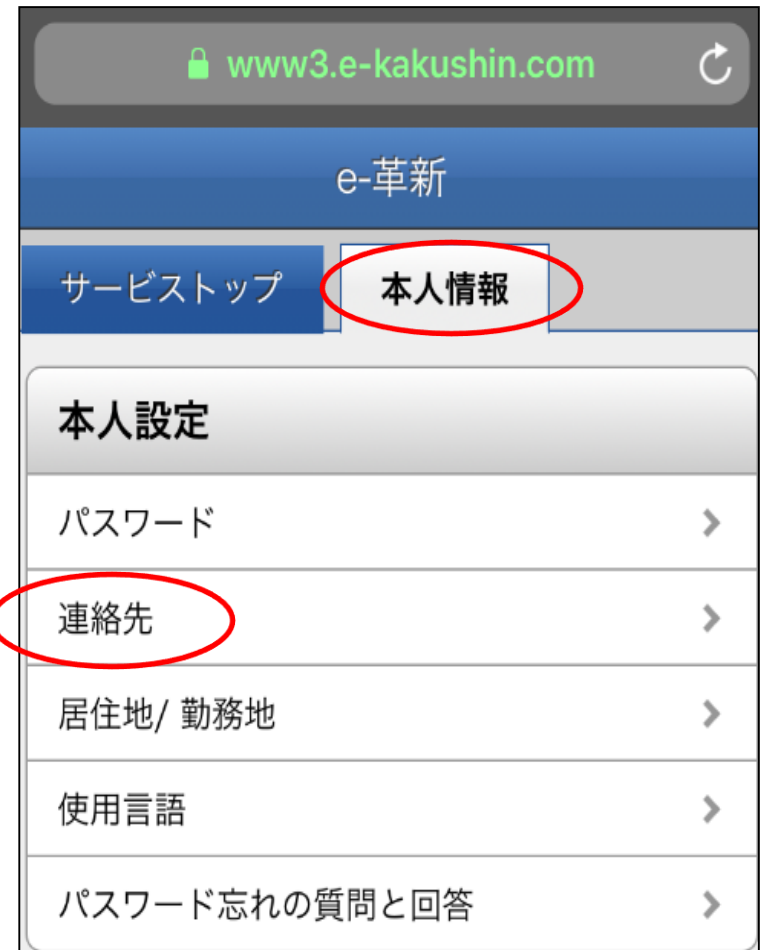 www3.e-kakushin.com
e-革新
サービストップ 本人情報
本人設定
パスワード
連絡先
居住地/ 勤務地
使用言語
パスワード忘れの質問と回答